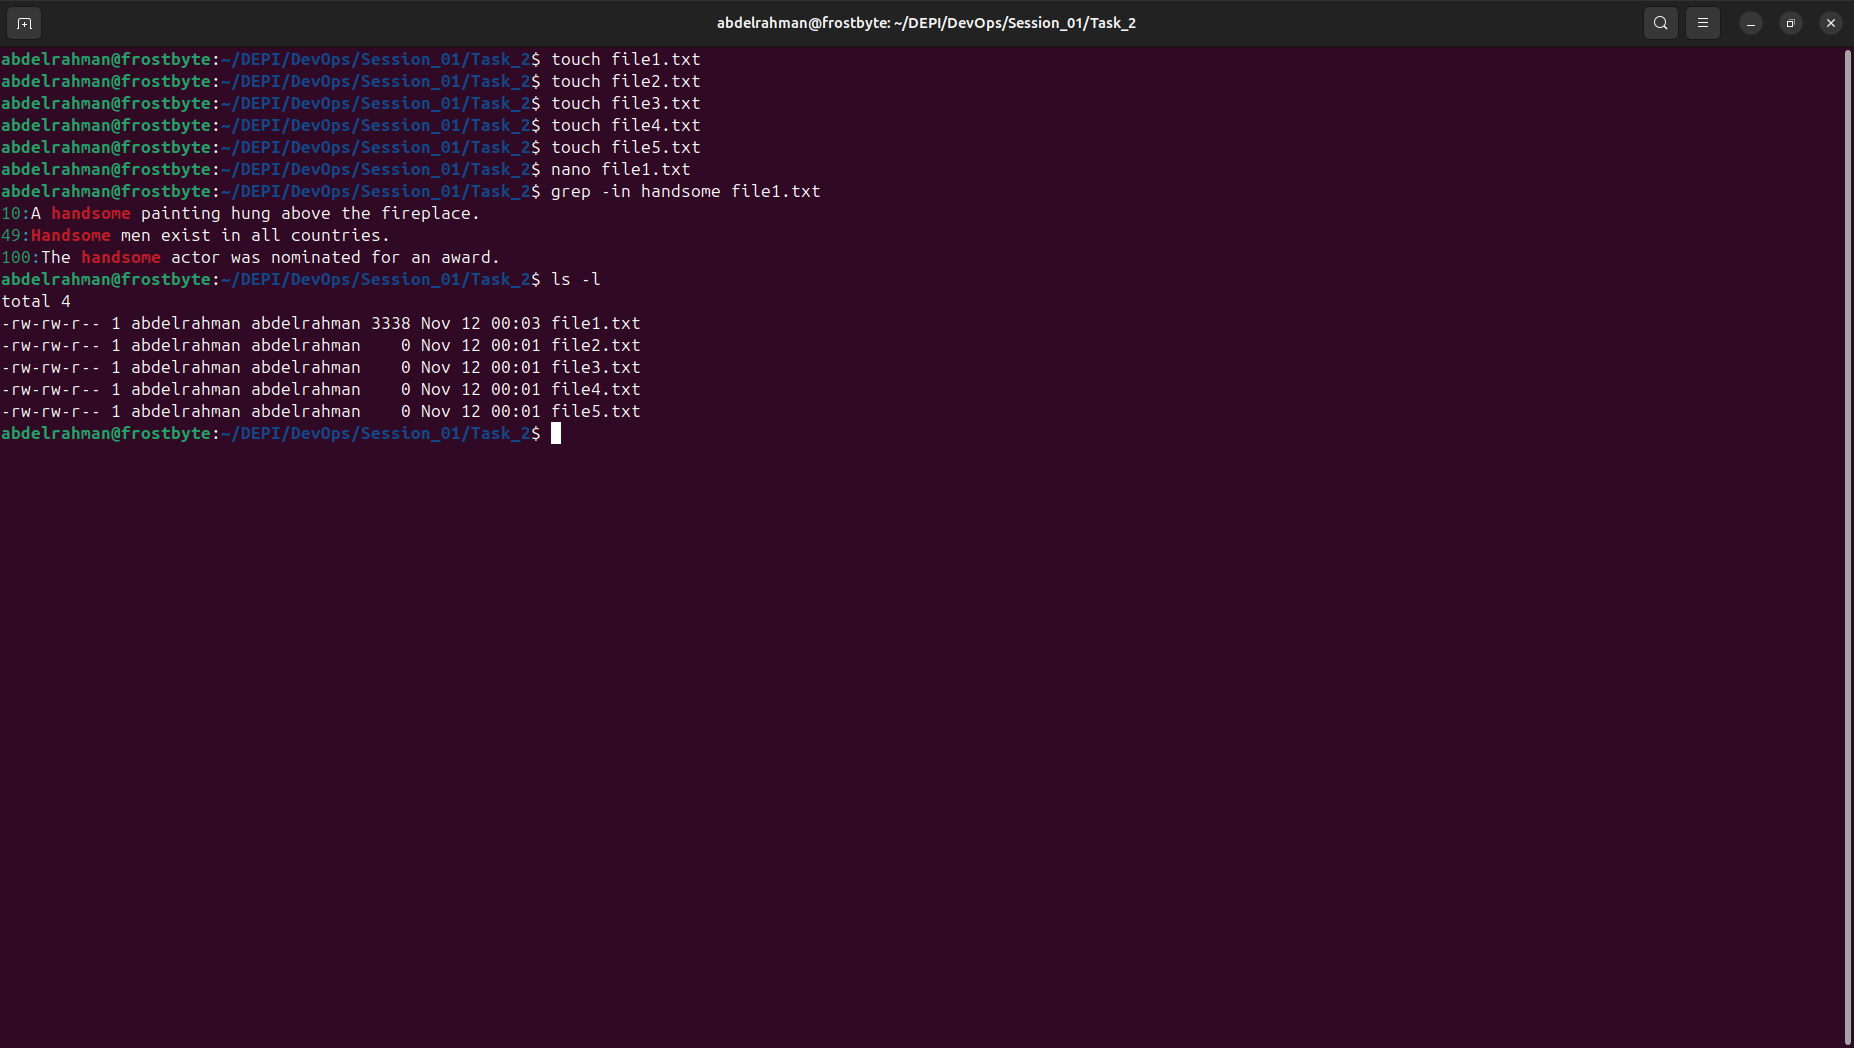 abdelrahman@frostbyte: ~/DEPI/DevOps/Session_01/Task_2
abdelrahman@frostbyte:~/DEPI/DevOps/Session_01/Task_2$ touch file1.txt
abdelrahman@frostbyte:~/DEPI/DevOps/Session_01/Task_2$ touch file2.txt
abdelrahman@frostbyte:~/DEPI/DevOps/Session_01/Task_2$ touch file3.txt
abdelrahman@frostbyte:~/DEPI/DevOps/Session_01/Task_2$ touch file4.txt
abdelrahman@frostbyte:~/DEPI/DevOps/Session_01/Task_2$ touch file5.txt
abdelrahman@frostbyte:~/DEPI/DevOps/Session_01/Task_2$ nano file1.txt
abdelrahman@frostbyte:~/DEPI/DevOps/Session_01/Task_2$ grep -in handsome file1.txt
10:A handsome painting hung above the fireplace.
49:Handsome men exist in all countries.
100:The handsome actor was nominated for an award.
abdelrahman@frostbyte:~/DEPI/DevOps/Session_01/Task_2$ ls -l
total 4
-rw-rw-r-- 1 abdelrahman abdelrahman 3338 Nov 12 00:03 file1.txt
-rw-rw-r-- 1 abdelrahman abdelrahman    0 Nov 12 00:01 file2.txt
-rw-rw-r-- 1 abdelrahman abdelrahman    0 Nov 12 00:01 file3.txt
-rw-rw-r-- 1 abdelrahman abdelrahman    0 Nov 12 00:01 file4.txt
-rw-rw-r-- 1 abdelrahman abdelrahman    0 Nov 12 00:01 file5.txt
abdelrahman@frostbyte:~/DEPI/DevOps/Session_01/Task_2$